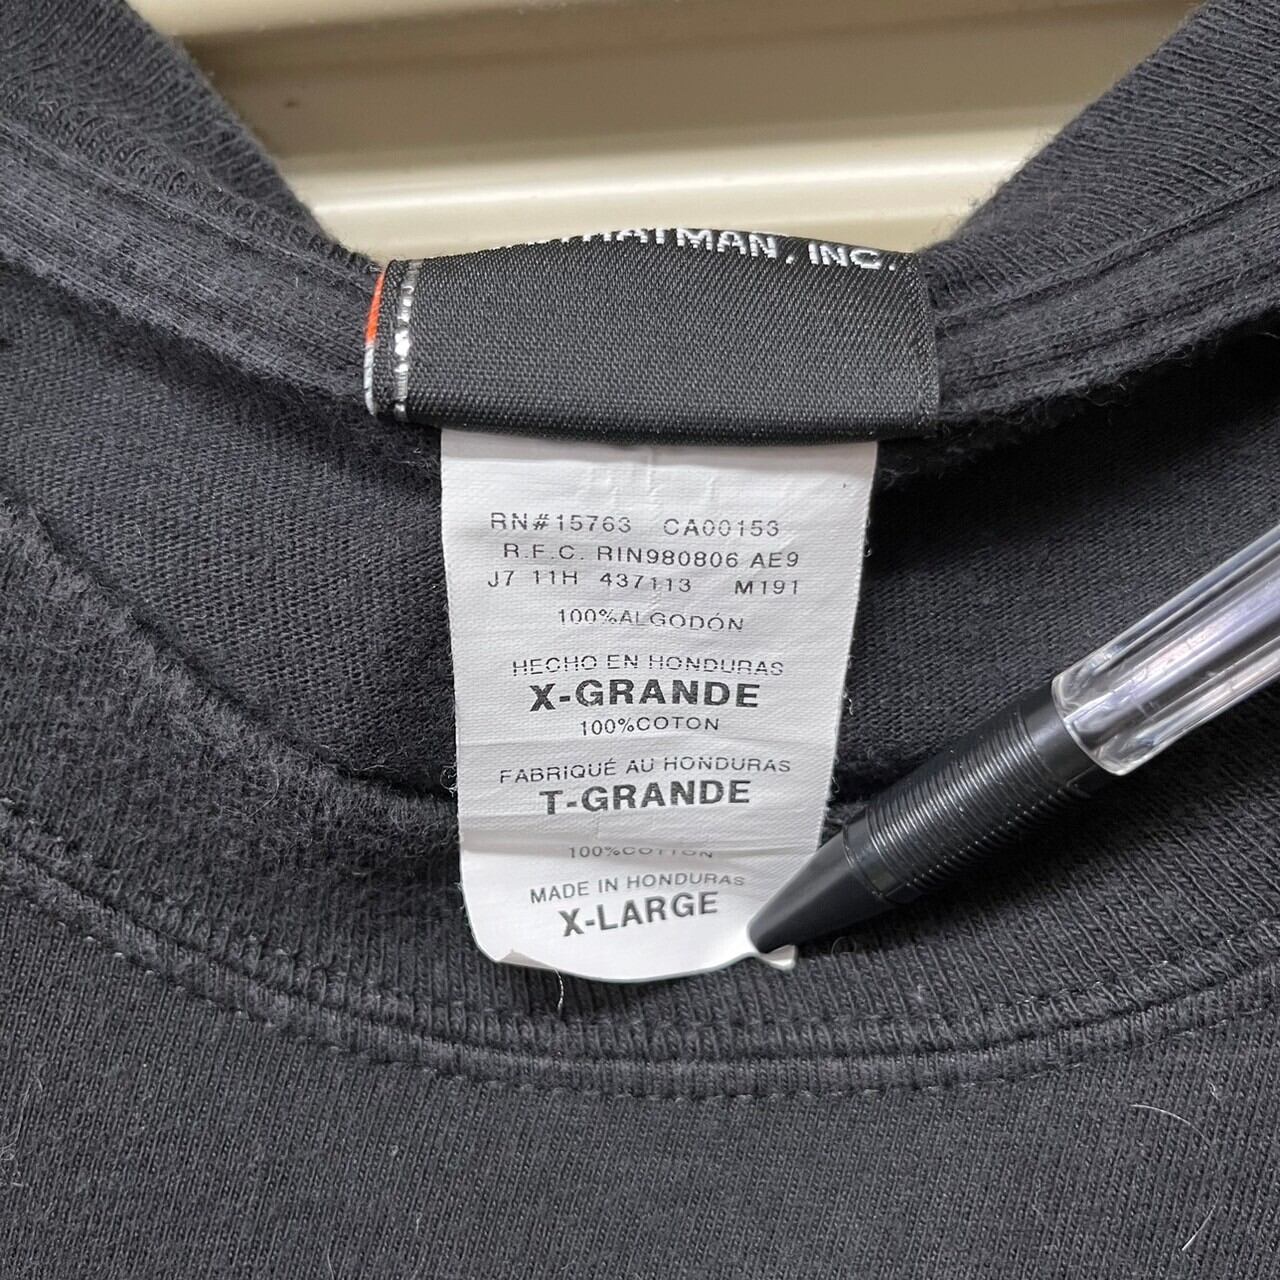 HATMAN, INC.
RN#15763 CA00153
R.F.C. RIN980806 AE9
J7 11H 437113 M191
100%ALGODÓN
HECHO EN HONDURAS
X-GRANDE
100%COTON
FABRIQUÉ AU HONDURAS
T-GRANDE
100%COTTON
MADE IN HONDURAS
X-LARGE